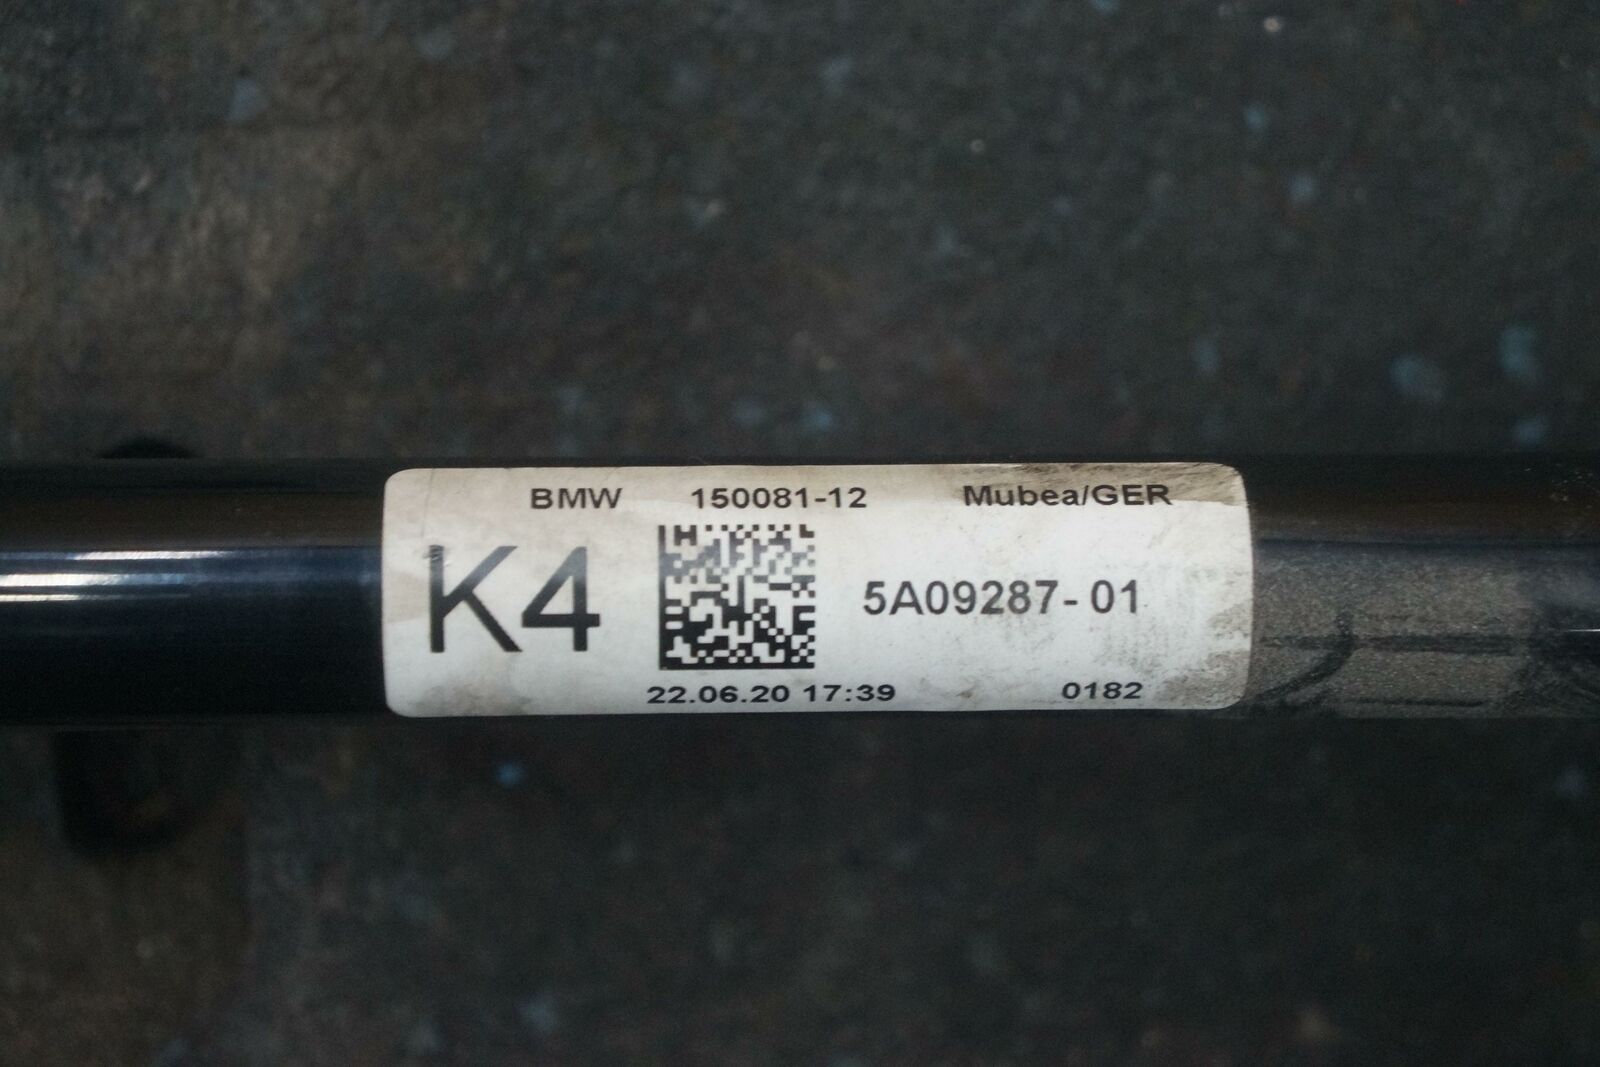 BMW 150081-12 Mubea/GER
K4 5A09287-01
22.06.20 17:39 0182